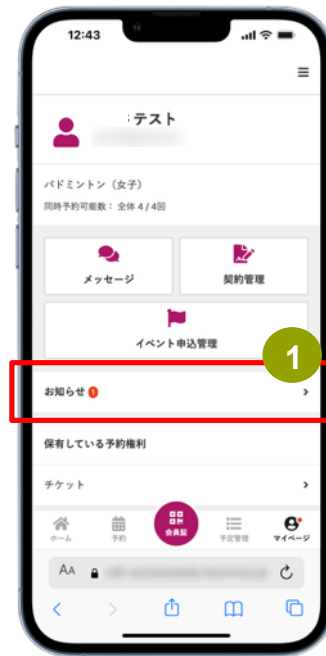 12:43
テスト
バドミントン（女子）
同時予約可能数： 全体 4 / 4回
メッセージ
契約管理
イベント申込管理
1
お知らせ 1
保有している予約権利
チケット
ホーム
予約
会員証
予定管理
マイページ
AA